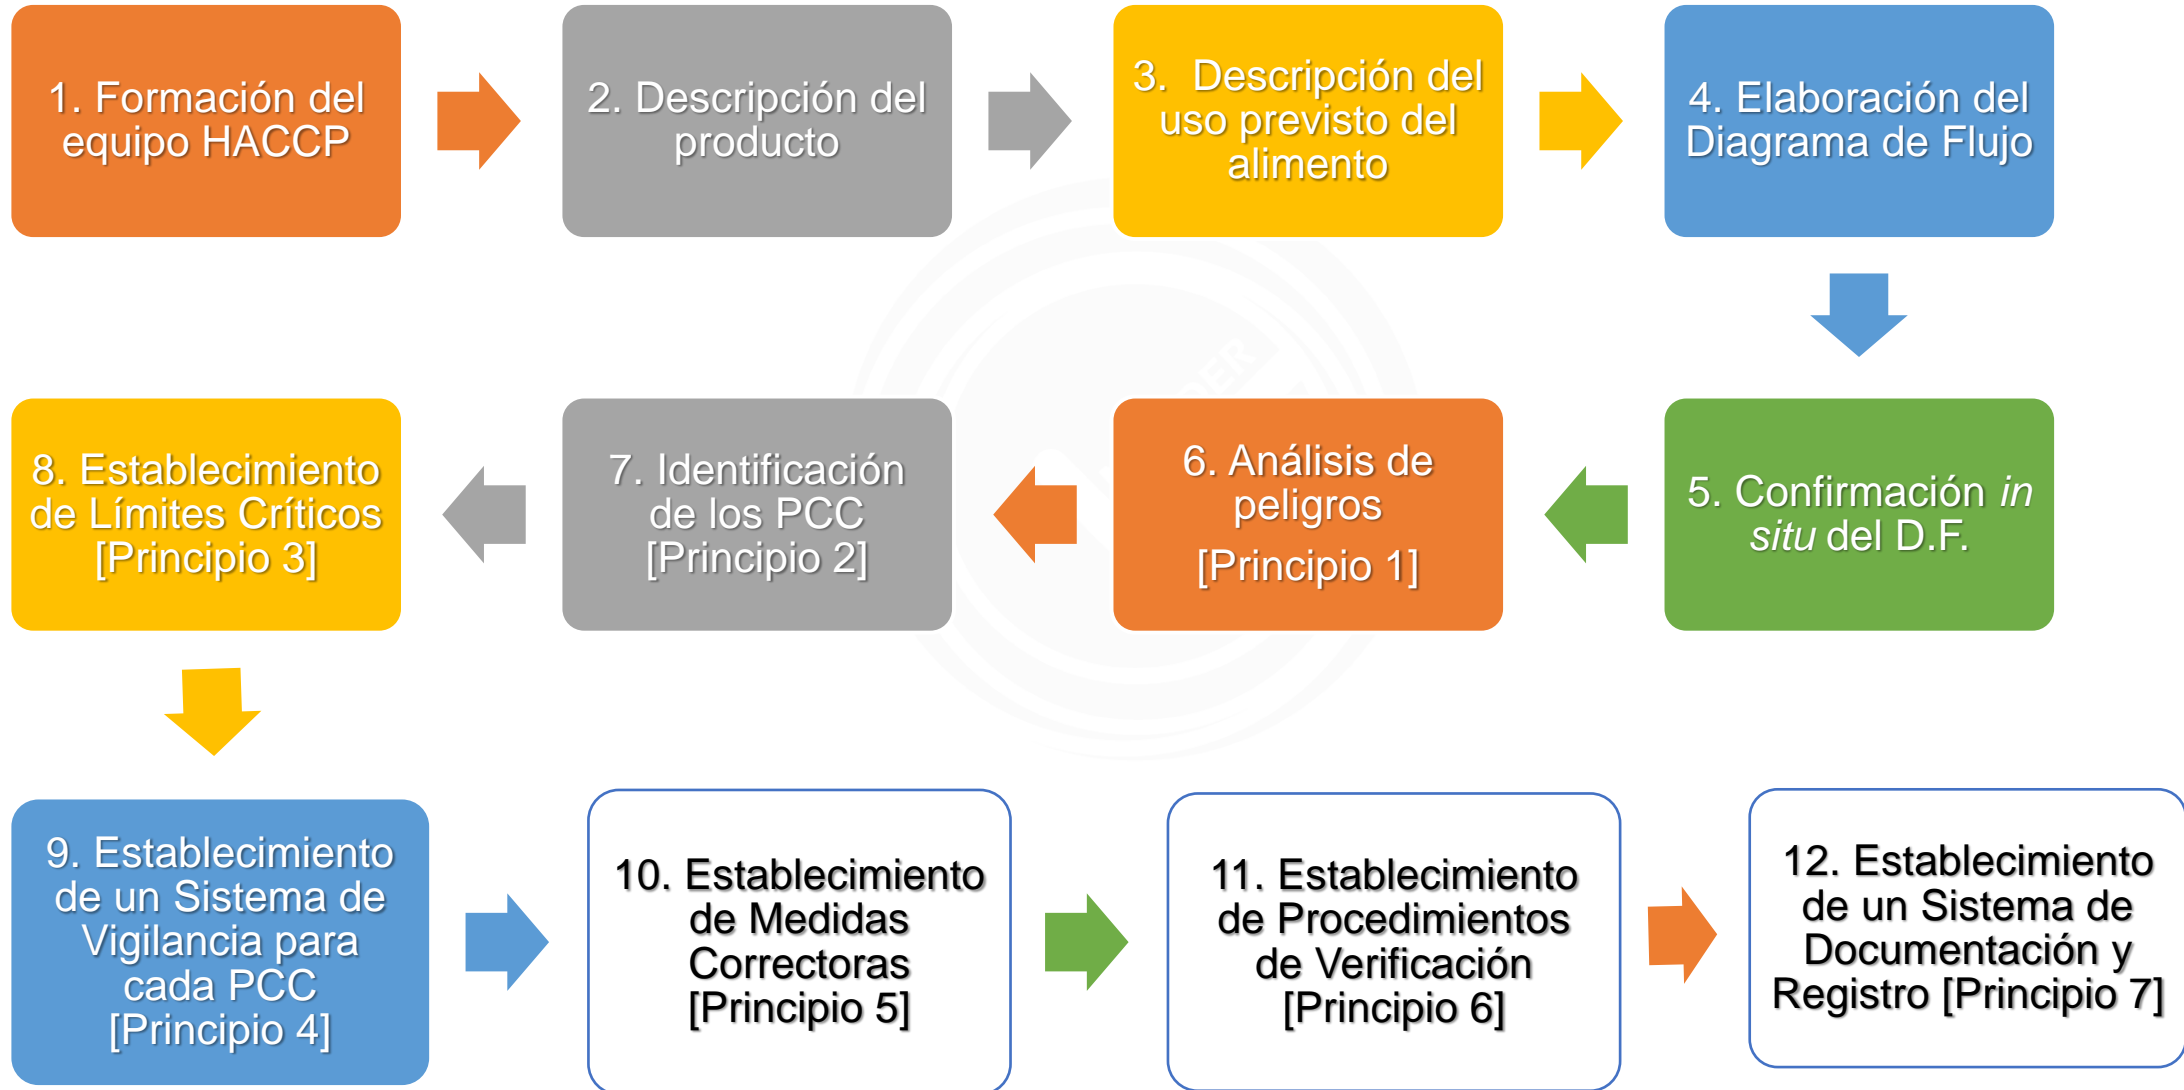 1. Formación del
equipo HACCP
2. Descripción del
producto
3. Descripción del
uso previsto del
alimento
4. Elaboración del
Diagrama de Flujo
5. Confirmación in
situ del D.F.
6. Análisis de
peligros
[Principio 1]
7. Identificación
de los PCC
[Principio 2]
8. Establecimiento
de Límites Críticos
[Principio 3]
9. Establecimiento
de un Sistema de
Vigilancia para
cada PCC
[Principio 4]
10. Establecimiento
de Medidas
Correctoras
[Principio 5]
11. Establecimiento
de Procedimientos
de Verificación
[Principio 6]
12. Establecimiento
de un Sistema de
Documentación y
Registro [Principio 7]